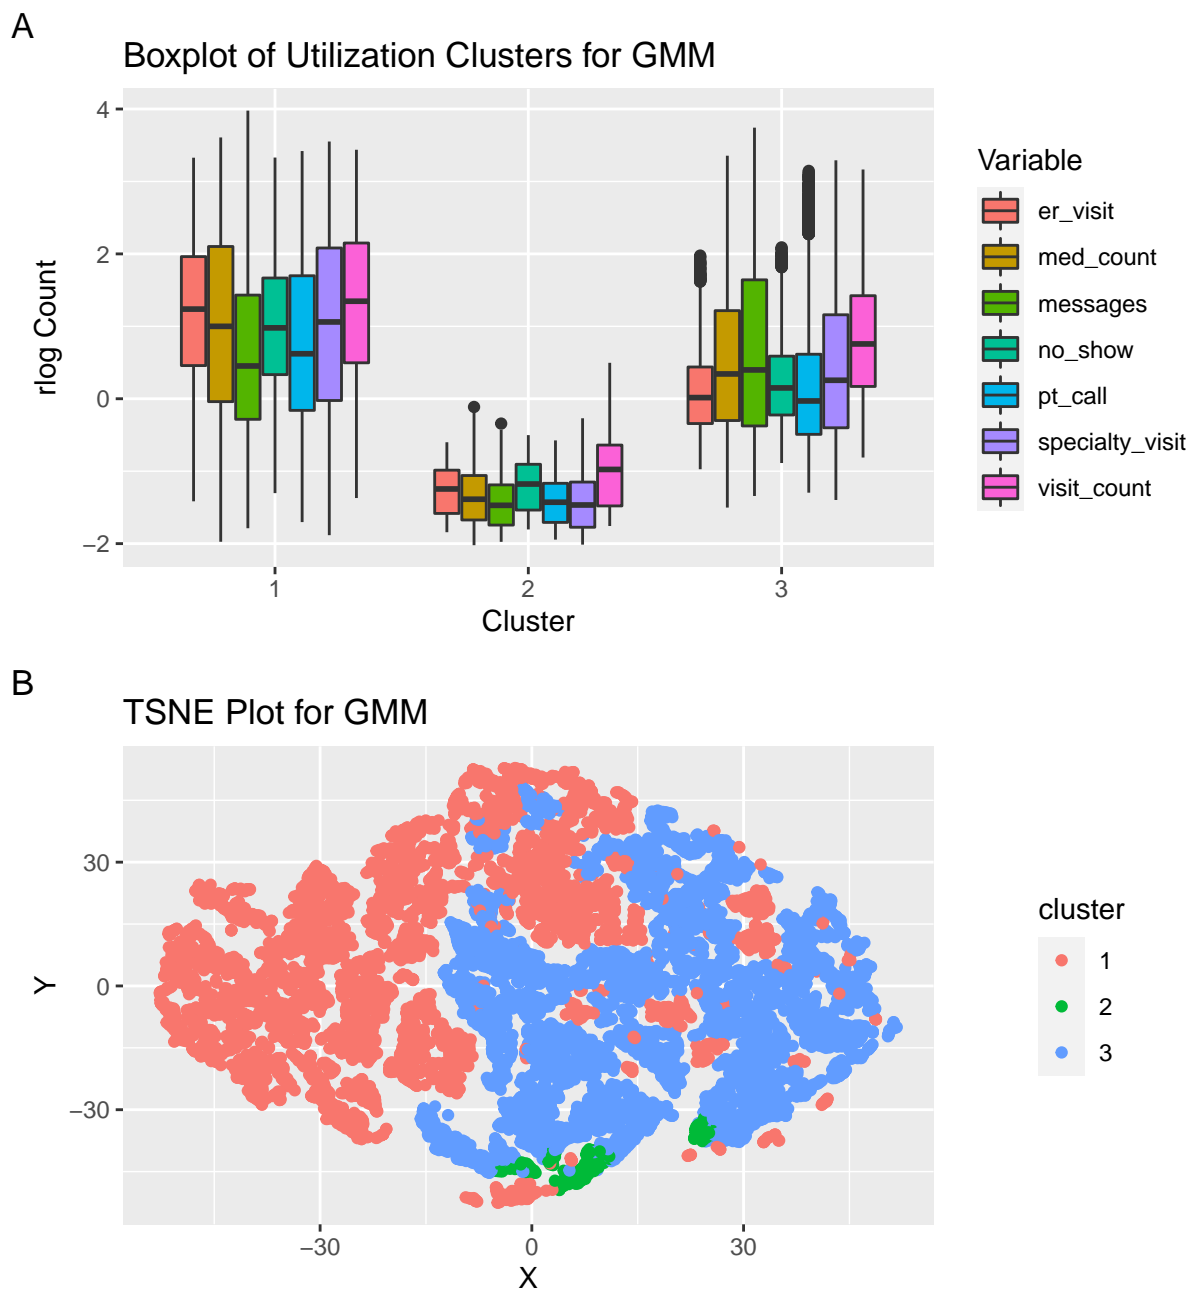 A
Boxplot of Utilization Clusters for GMM
4
2
0
−2
rlog Count
1 2 3
Cluster
Variable
er_visit
med_count
messages
no_show
pt_call
specialty_visit
visit_count
B
TSNE Plot for GMM
30
0
−30
Y
−30 0 30
X
cluster
1
2
3